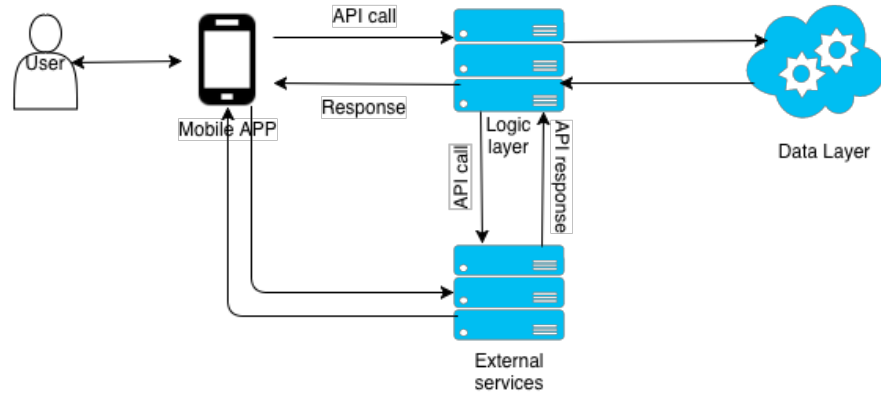 API call
User
Response
Mobile APP
Logic
layer
API call
API response
Data Layer
External
services